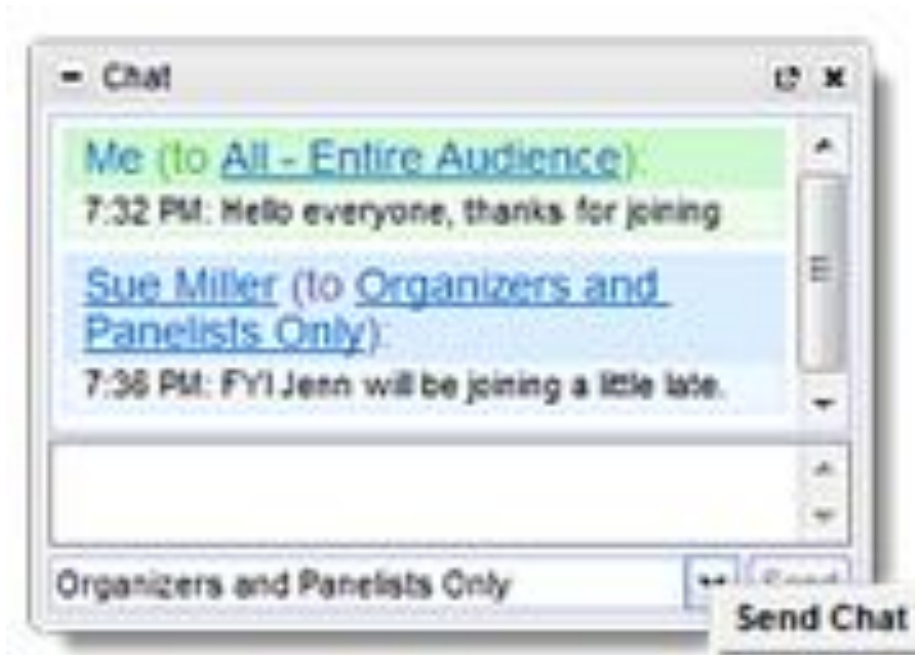 Chat
Me (to All - Entire Audience):
7:32 PM: Hello everyone, thanks for joining
Sue Miller (to Organizers and
Panelists Only):
7:36 PM: FYI Jenn will be joining a little late.
Organizers and Panelists Only
Send
Send Chat